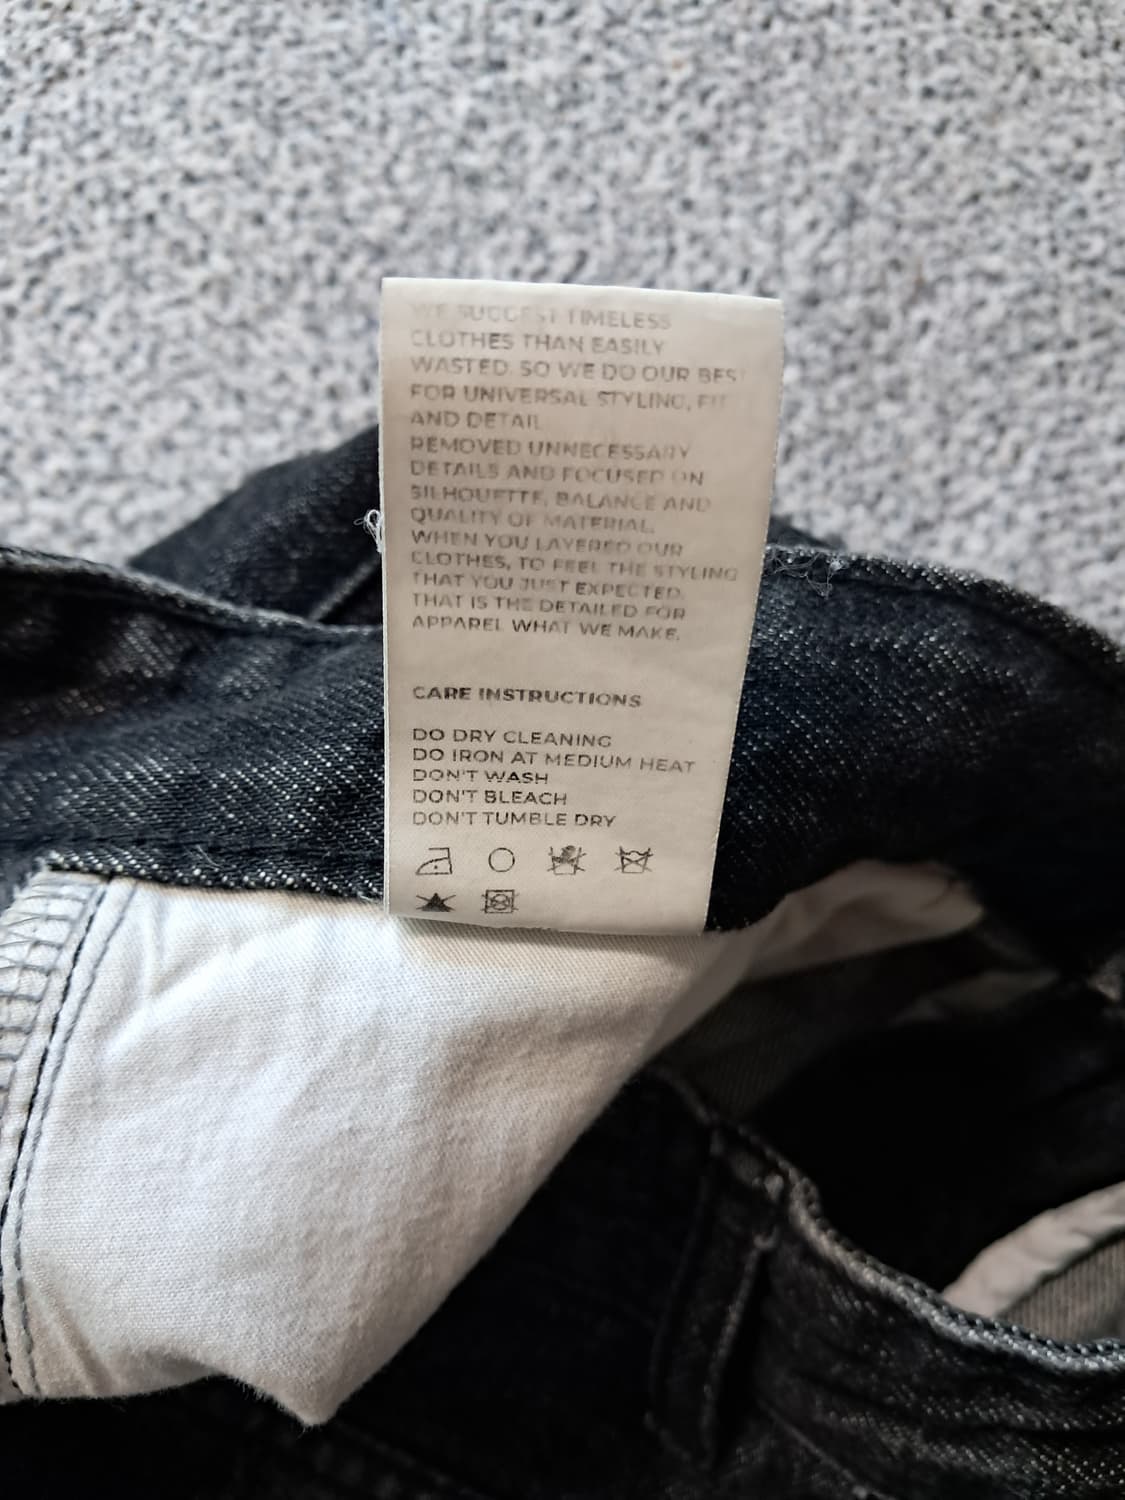 WE SUGGEST TIMELESS
CLOTHES THAN EASILY
WASTED. SO WE DO OUR BEST
FOR UNIVERSAL STYLING, FIT
AND DETAIL
REMOVED UNNECESSARY
DETAILS AND FOCUSED ON
SILHOUETTE, BALANCE AND
QUALITY OF MATERIAL.
WHEN YOU LAYERED OUR
CLOTHES, TO FEEL THE STYLING
THAT YOU JUST EXPECTED.
THAT IS THE DETAILED FOR
APPAREL WHAT WE MAKE.
CARE INSTRUCTIONS
DO DRY CLEANING
DO IRON AT MEDIUM HEAT
DON'T WASH
DON'T BLEACH
DON'T TUMBLE DRY